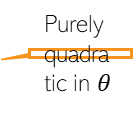 Purely
quadra
tic in θ